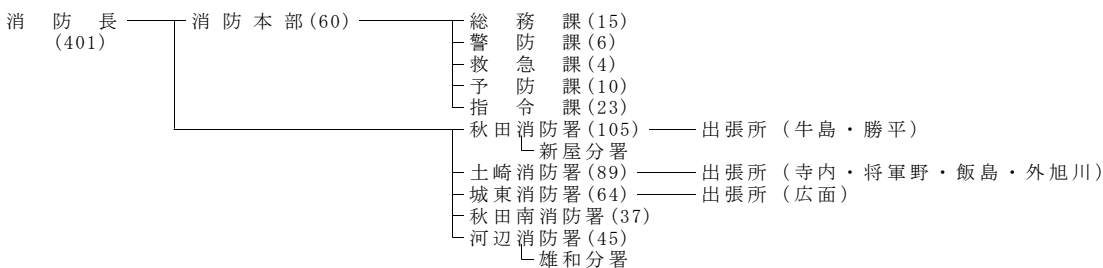 消防長 消防本部(60) 総務課(15)
(401) 警防課(6)
救急課(4)
予防課(10)
指令課(23)
秋田消防署(105) 出張所(牛島・勝平)
新屋分署
土崎消防署(89) 出張所(寺内・将軍野・飯島・外旭川)
城東消防署(64) 出張所(広面)
秋田南消防署(37)
河辺消防署(45)
雄和分署